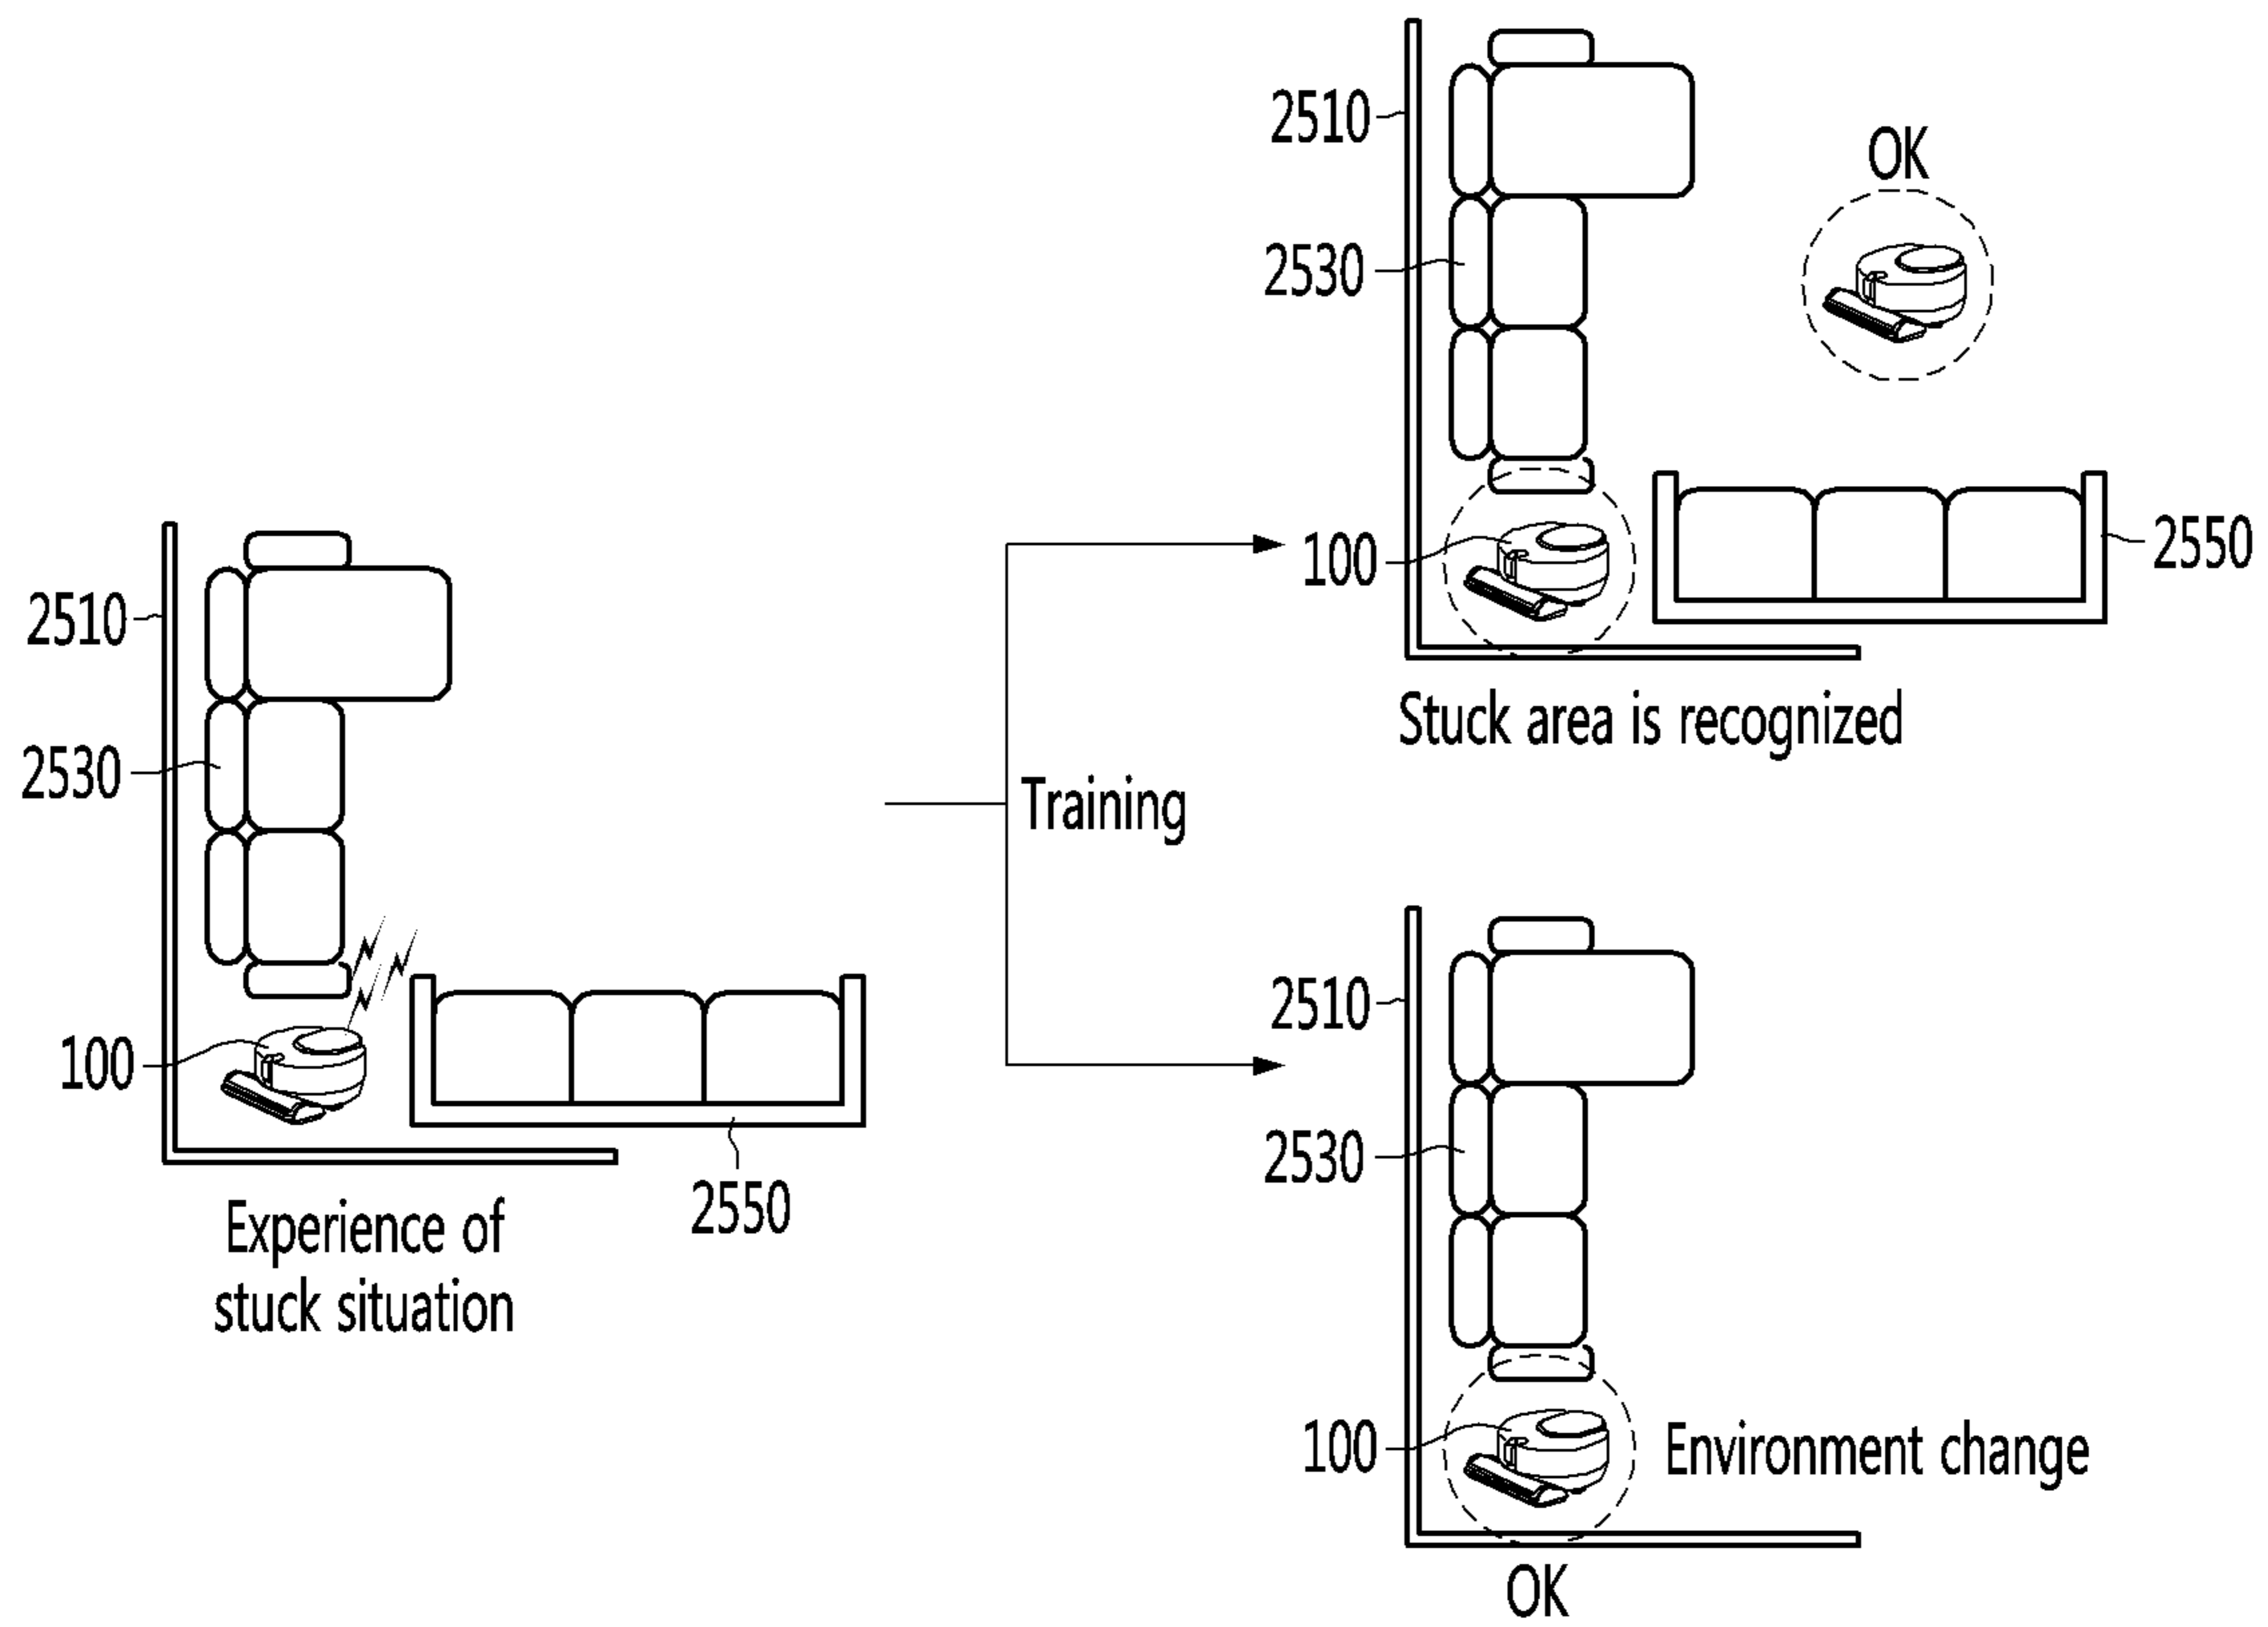 2510
2530
100
2550
Experience of
stuck situation
Training
2510
OK
2530
100
2550
Stuck area is recognized
2510
2530
100
Environment change
OK